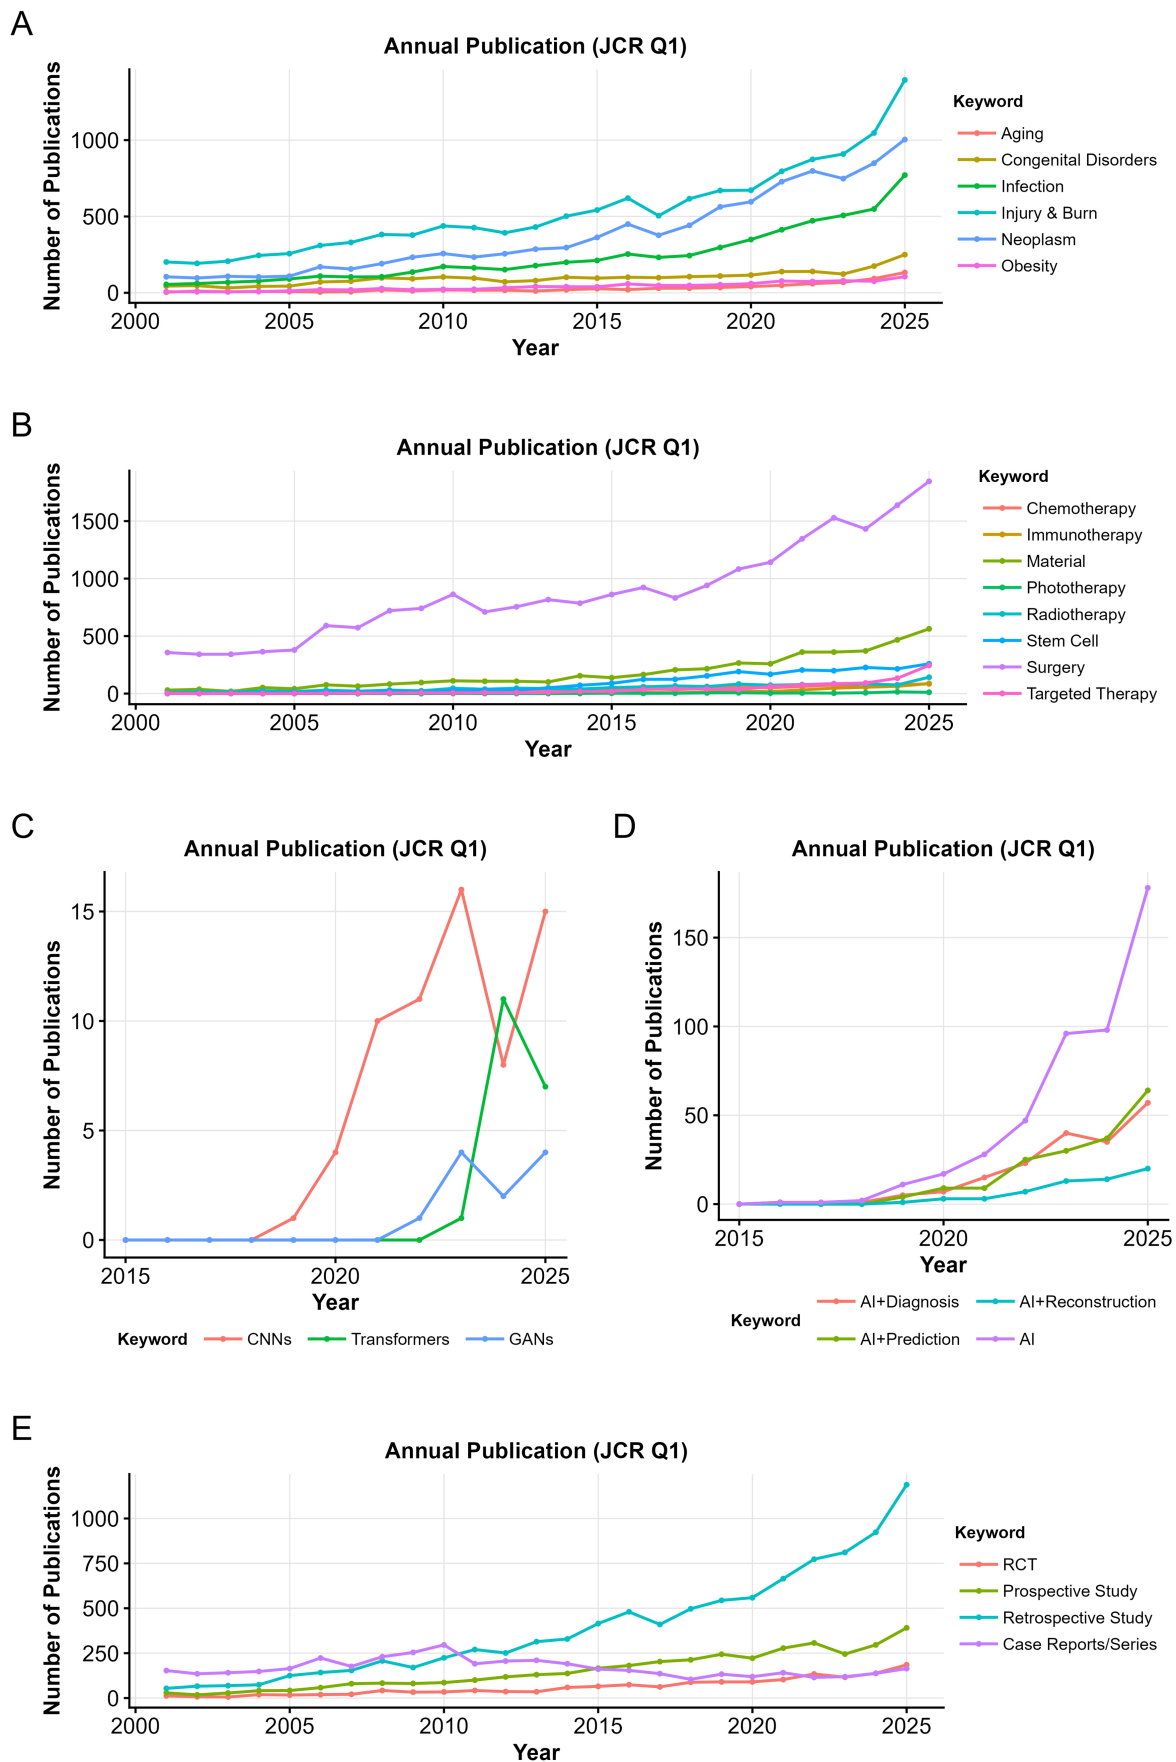 A
Annual Publication (JCR Q1)
Number of Publications
1000
500
0
2000 2005 2010 2015 2020 2025
Year
Keyword
Aging
Congenital Disorders
Infection
Injury & Burn
Neoplasm
Obesity
B
Annual Publication (JCR Q1)
Number of Publications
1500
1000
500
0
2000 2005 2010 2015 2020 2025
Year
Keyword
Chemotherapy
Immunotherapy
Material
Phototherapy
Radiotherapy
Stem Cell
Surgery
Targeted Therapy
C
Annual Publication (JCR Q1)
Number of Publications
15
10
5
0
2015 2020 2025
Year
Keyword CNNs Transformers GANs
D
Annual Publication (JCR Q1)
Number of Publications
150
100
50
0
2015 2020 2025
Year
Keyword
AI+Diagnosis AI+Reconstruction
AI+Prediction AI
E
Annual Publication (JCR Q1)
Number of Publications
1000
750
500
250
0
2000 2005 2010 2015 2020 2025
Year
Keyword
RCT
Prospective Study
Retrospective Study
Case Reports/Series